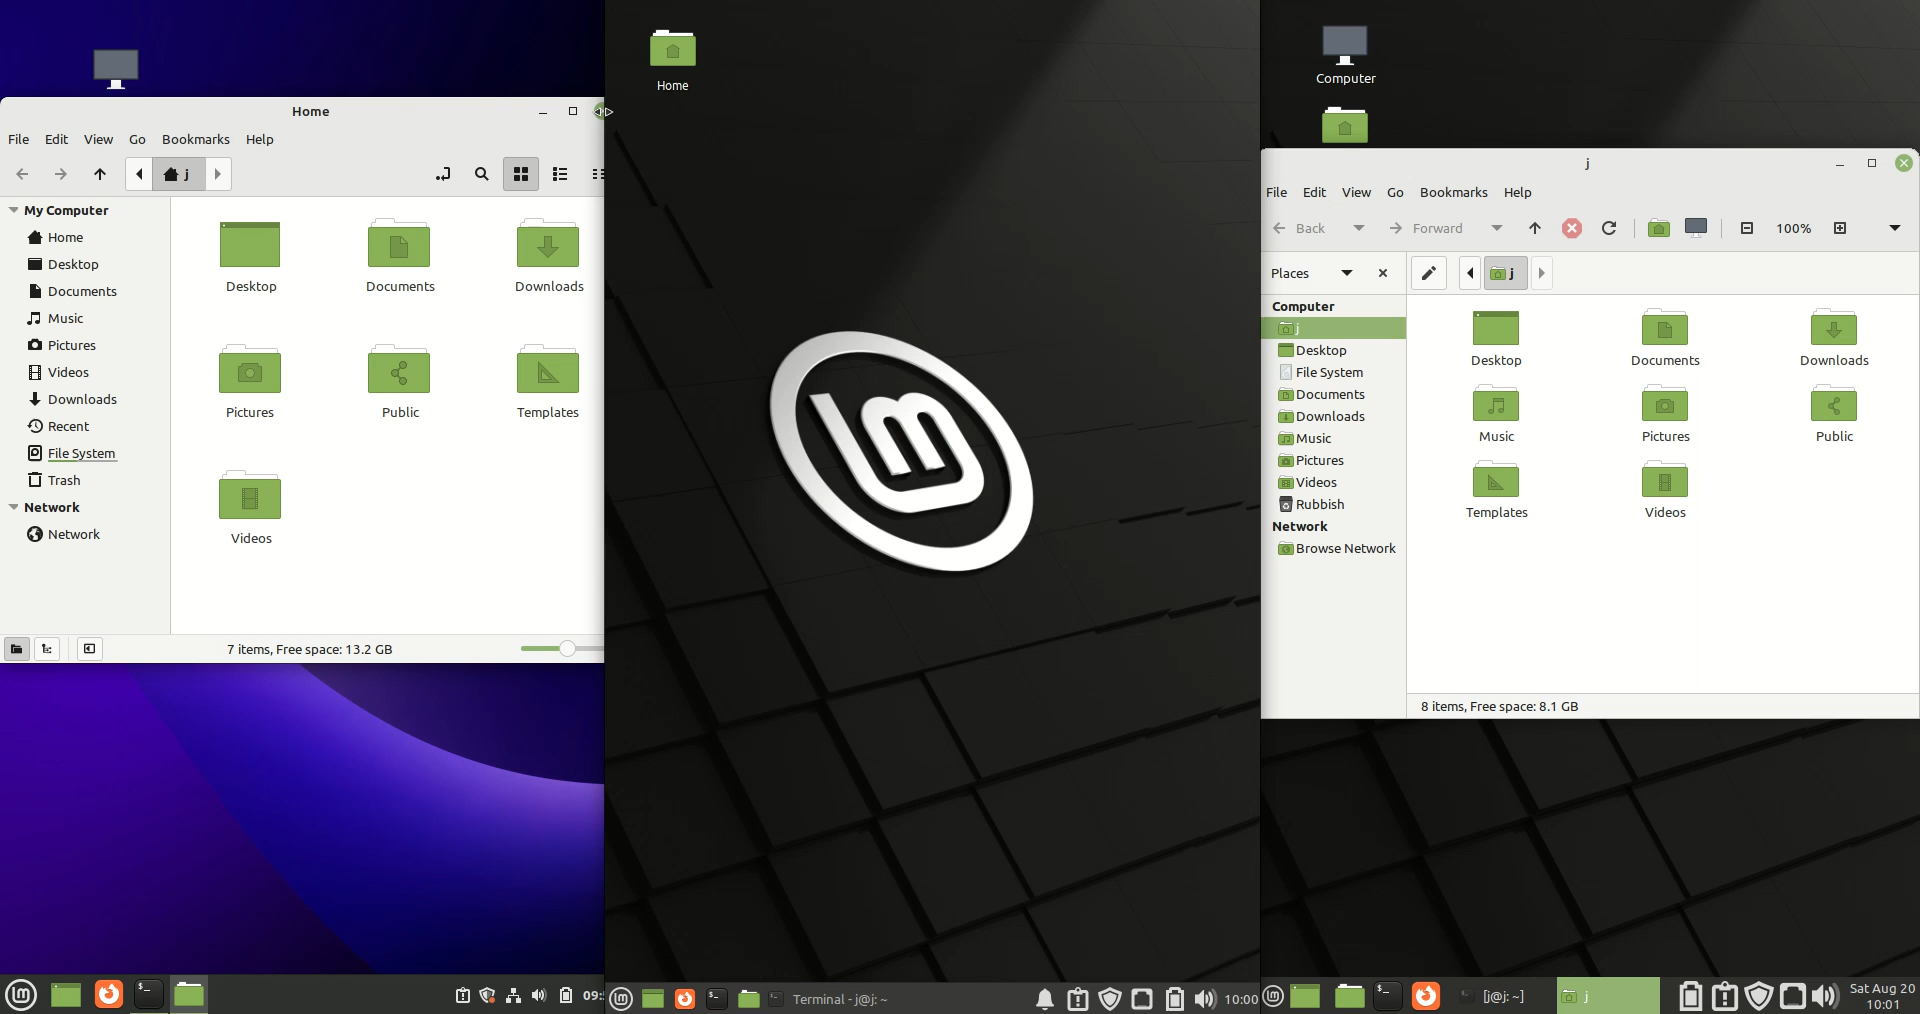 Home
File Edit View Go Bookmarks Help
j
My Computer
Home
Desktop
Documents
Music
Pictures
Videos
Downloads
Recent
File System
Trash
Network
Network
Desktop Documents Downloads
Pictures Public Templates
Videos
7 items, Free space: 13.2 GB
Home
Terminal - j@j: ~
10:00
Computer
j
File Edit View Go Bookmarks Help
Back Forward 100%
Places
j
Computer
j
Desktop
File System
Documents
Downloads
Music
Pictures
Videos
Rubbish
Network
Browse Network
Desktop Documents Downloads
Music Pictures Public
Templates Videos
8 items, Free space: 8.1 GB
[j@j: ~]
j
Sat Aug 20
10:01